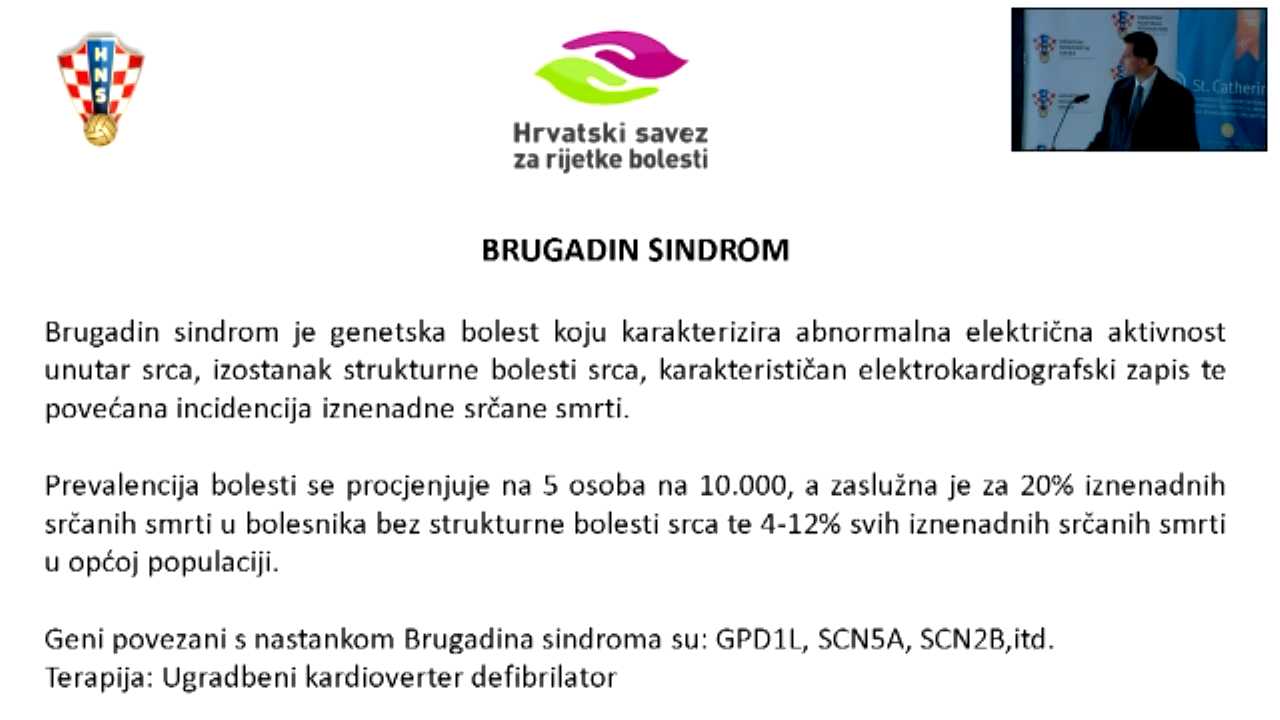 HNS
Hrvatski savez
za rijetke bolesti
St. Catherin
BRUGADIN SINDROM
Brugadin sindrom je genetska bolest koju karakterizira abnormalna električna aktivnost
unutar srca, izostanak strukturne bolesti srca, karakterističan elektrokardiografski zapis te
povećana incidencija iznenadne srčane smrti.
Prevalencija bolesti se procjenjuje na 5 osoba na 10.000, a zaslužna je za 20% iznenadnih
srčanih smrti u bolesnika bez strukturne bolesti srca te 4-12% svih iznenadnih srčanih smrti
u općoj populaciji.
Geni povezani s nastankom Brugadina sindroma su: GPD1L, SCN5A, SCN2B,itd.
Terapija: Ugradbeni kardioverter defibrilator